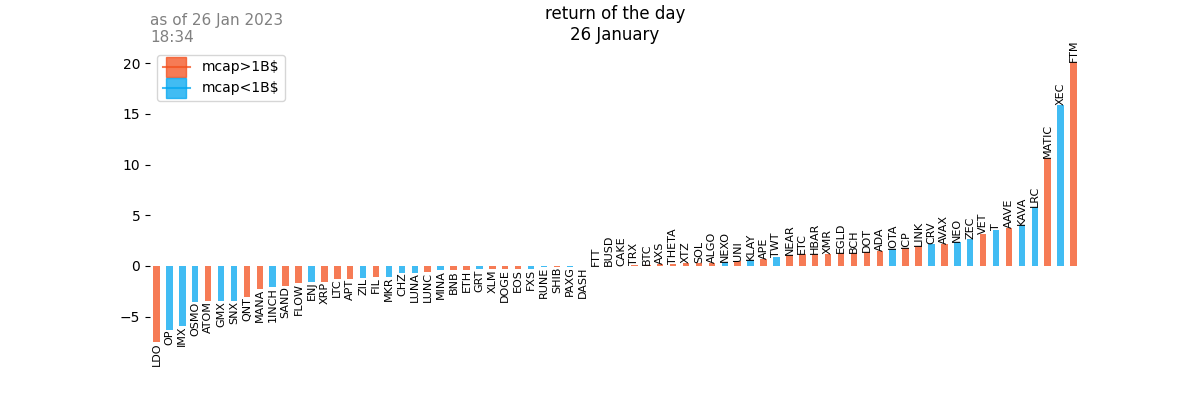 as of 26 Jan 2023
18:34
return of the day
26 January
mcap>1B$
mcap<1B$
20
15
10
5
0
−5
LDO
OP
IMX
OSMO
ATOM
GMX
SNX
QNT
MANA
1INCH
SAND
FLOW
ENJ
XRP
LTC
APT
ZIL
FIL
MKR
CHZ
LUNA
LUNC
MINA
BNB
ETH
GRT
XLM
DOGE
EOS
FXS
RUNE
SHIB
PAXG
DASH
FTT
BUSD
CAKE
TRX
BTC
AXS
THETA
XTZ
SOL
ALGO
NEXO
UNI
KLAY
APE
TWT
NEAR
ETC
HBAR
XMR
EGLD
BCH
DOT
ADA
IOTA
ICP
LINK
CRV
AVAX
NEO
ZEC
VET
T
AAVE
KAVA
LRC
MATIC
XEC
FTM